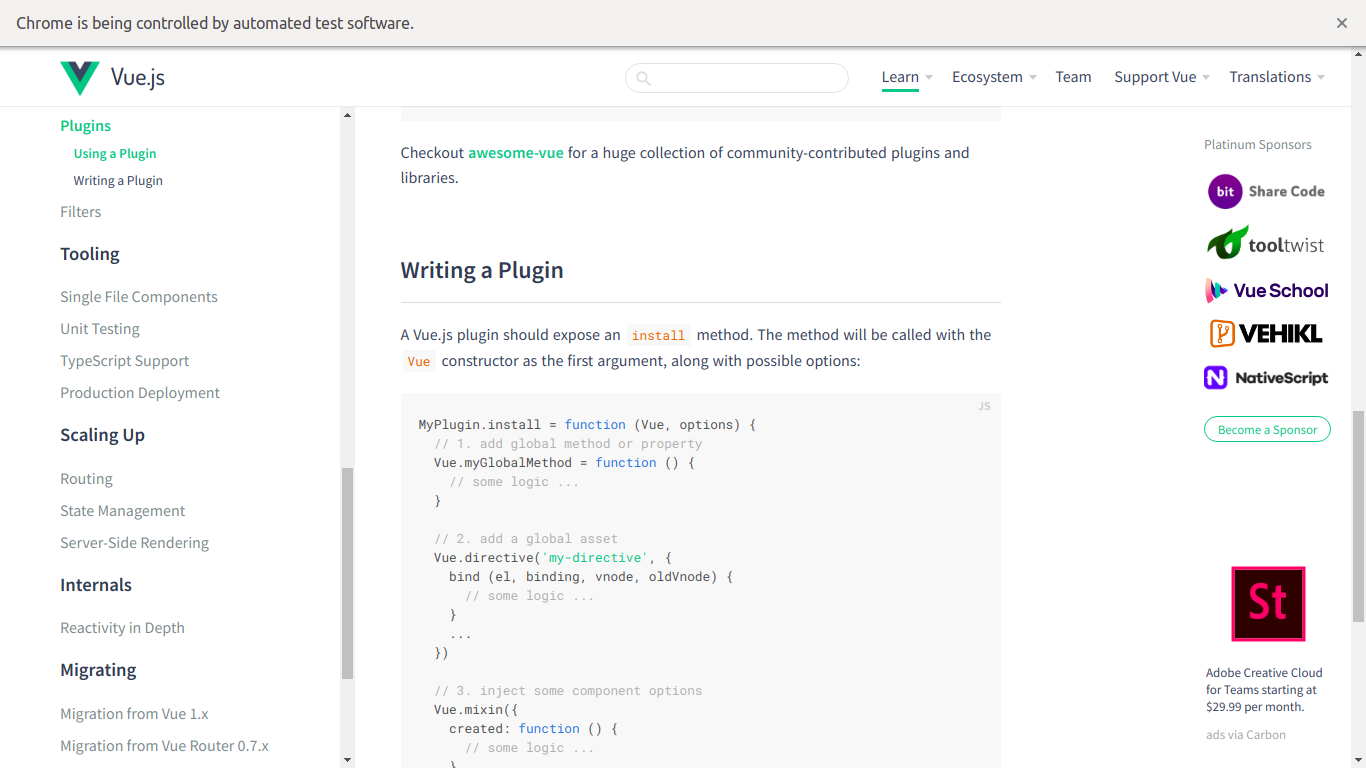 Chrome is being controlled by automated test software.
Vue.js
Learn
Ecosystem
Team
Support Vue
Translations
Plugins
Using a Plugin
Writing a Plugin
Filters
Tooling
Single File Components
Unit Testing
TypeScript Support
Production Deployment
Scaling Up
Routing
State Management
Server-Side Rendering
Internals
Reactivity in Depth
Migrating
Migration from Vue 1.x
Migration from Vue Router 0.7.x
Checkout awesome-vue for a huge collection of community-contributed plugins and
libraries.
Writing a Plugin
A Vue.js plugin should expose an install method. The method will be called with the
Vue constructor as the first argument, along with possible options:
JS
MyPlugin.install = function (Vue, options) {
  // 1. add global method or property
  Vue.myGlobalMethod = function () {
    // some logic ...
  }
  // 2. add a global asset
  Vue.directive('my-directive', {
    bind (el, binding, vnode, oldVnode) {
      // some logic ...
    }
    ...
  })
  // 3. inject some component options
  Vue.mixin({
    created: function () {
      // some logic ...
    }
Platinum Sponsors
bit Share Code
tooltwist
Vue School
VEHIKL
NativeScript
Become a Sponsor
St
Adobe Creative Cloud
for Teams starting at
$29.99 per month.
ads via Carbon